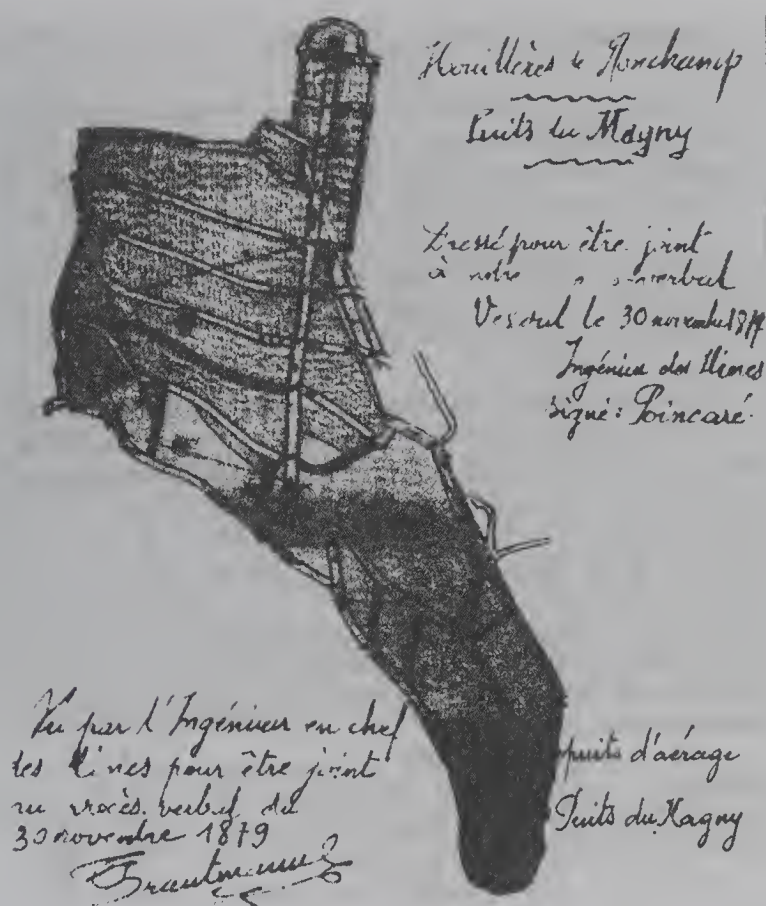 Houillères de Ronchamp
Puits du Magny
Dressé pour être joint
à notre verbal
Vesoul le 30 novembre 1879
Ingénieur des Mines
signé: Poincaré.
Vu par l'Ingénieur en chef
des Mines pour être joint
au procès verbal du
30 novembre 1879
Trautmann
puits d'aérage
Puits du Magny